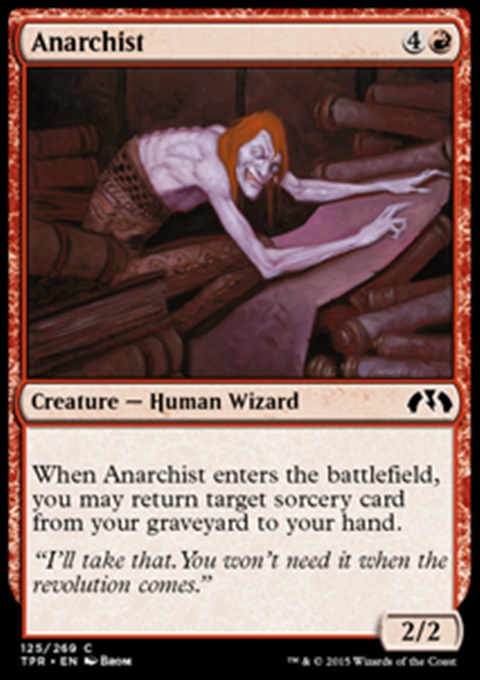 Anarchist 4
Creature — Human Wizard
When Anarchist enters the battlefield,
you may return target sorcery card
from your graveyard to your hand.
“I’ll take that. You won’t need it when the
revolution comes.”
2/2
125/269 C
TPR • EN Brom
™ & © 2015 Wizards of the Coast